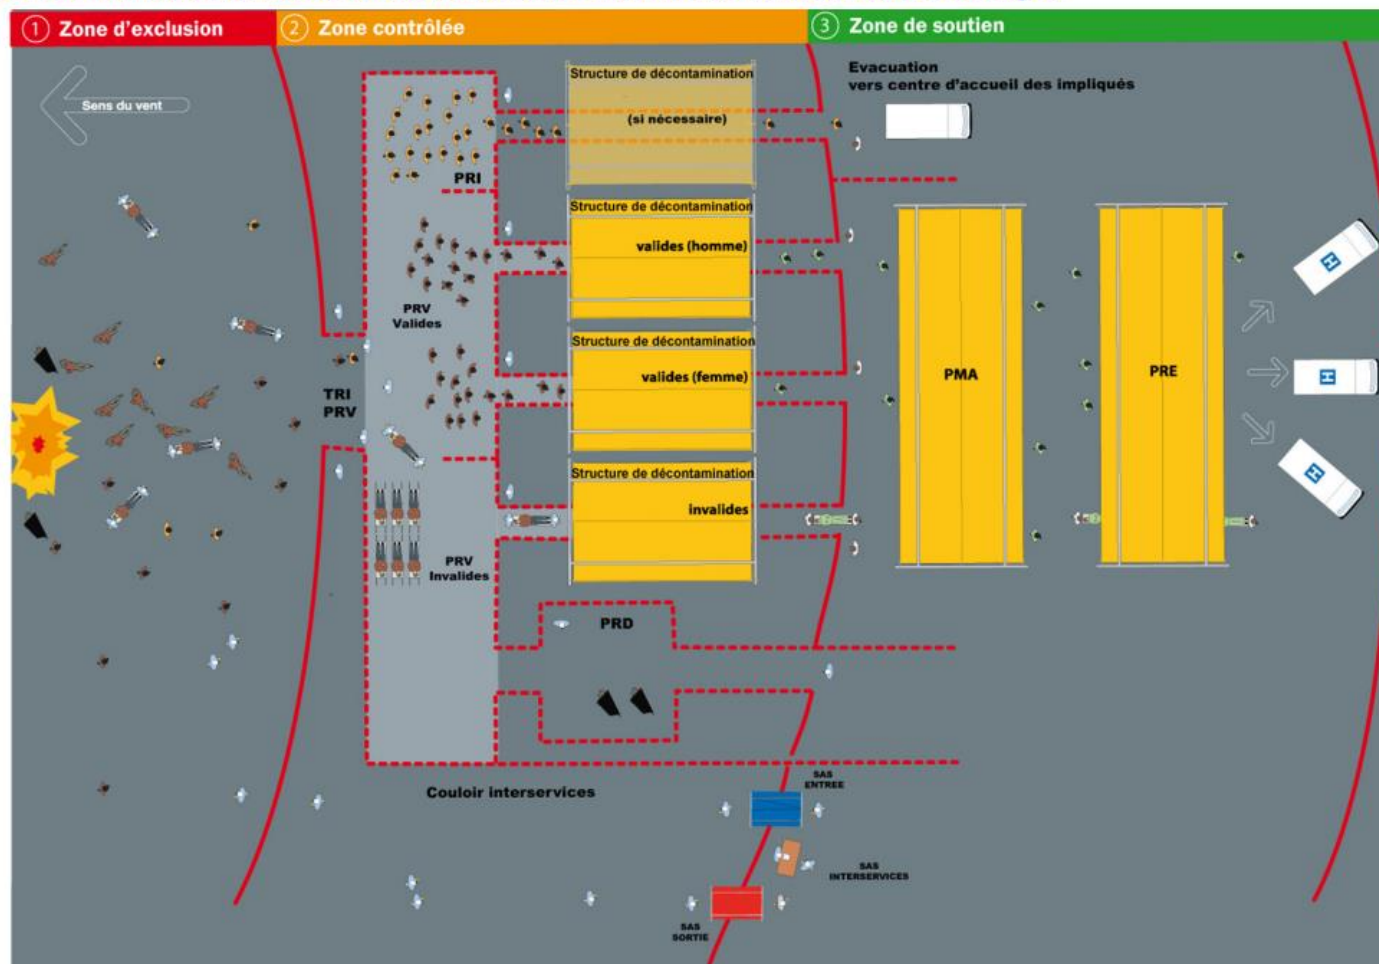 1 Zone d'exclusion
2 Zone contrôlée
3 Zone de soutien
Sens du vent
Structure de décontamination
(si nécessaire)
Evacuation
vers centre d'accueil des impliqués
PRI
Structure de décontamination
valides (homme)
PRV
Valides
Structure de décontamination
valides (femme)
TRI
PRV
PMA
PRE
H
H
H
Structure de décontamination
invalides
PRV
Invalides
PRD
Couloir interservices
SAS
ENTREE
SAS
INTERSERVICES
SAS
SORTIE